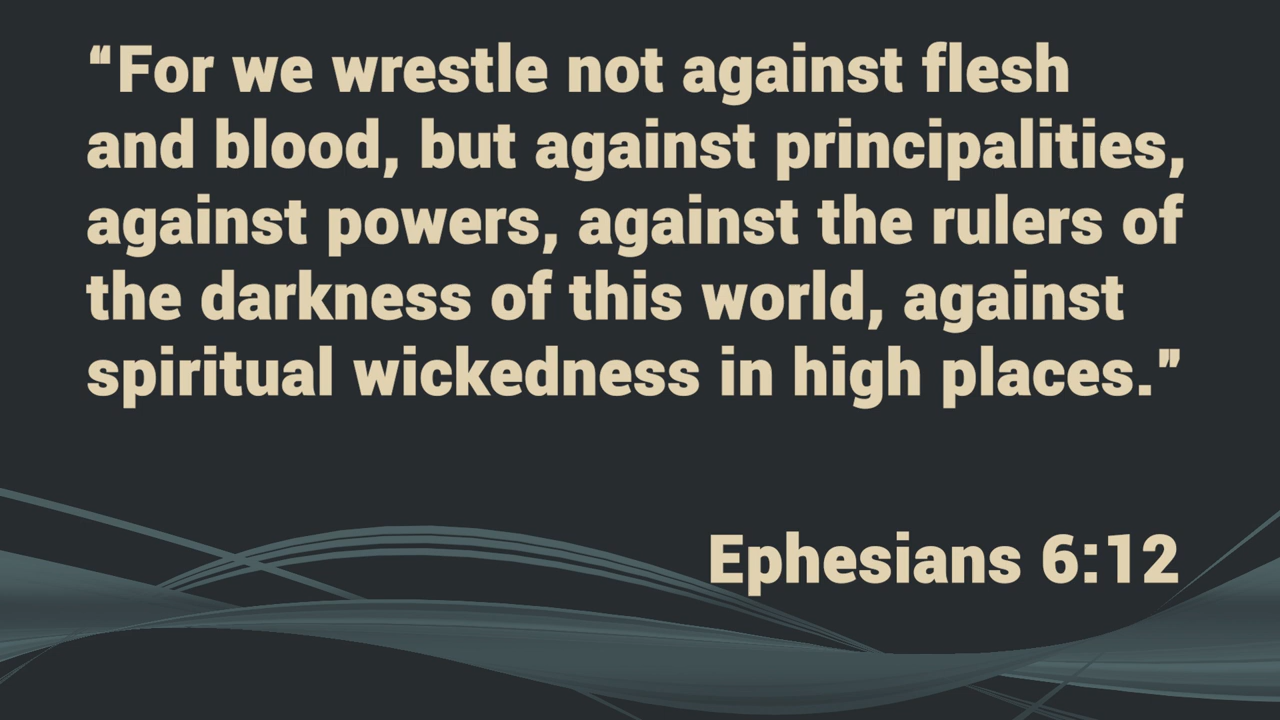 “For we wrestle not against flesh
and blood, but against principalities,
against powers, against the rulers of
the darkness of this world, against
spiritual wickedness in high places.”
Ephesians 6:12